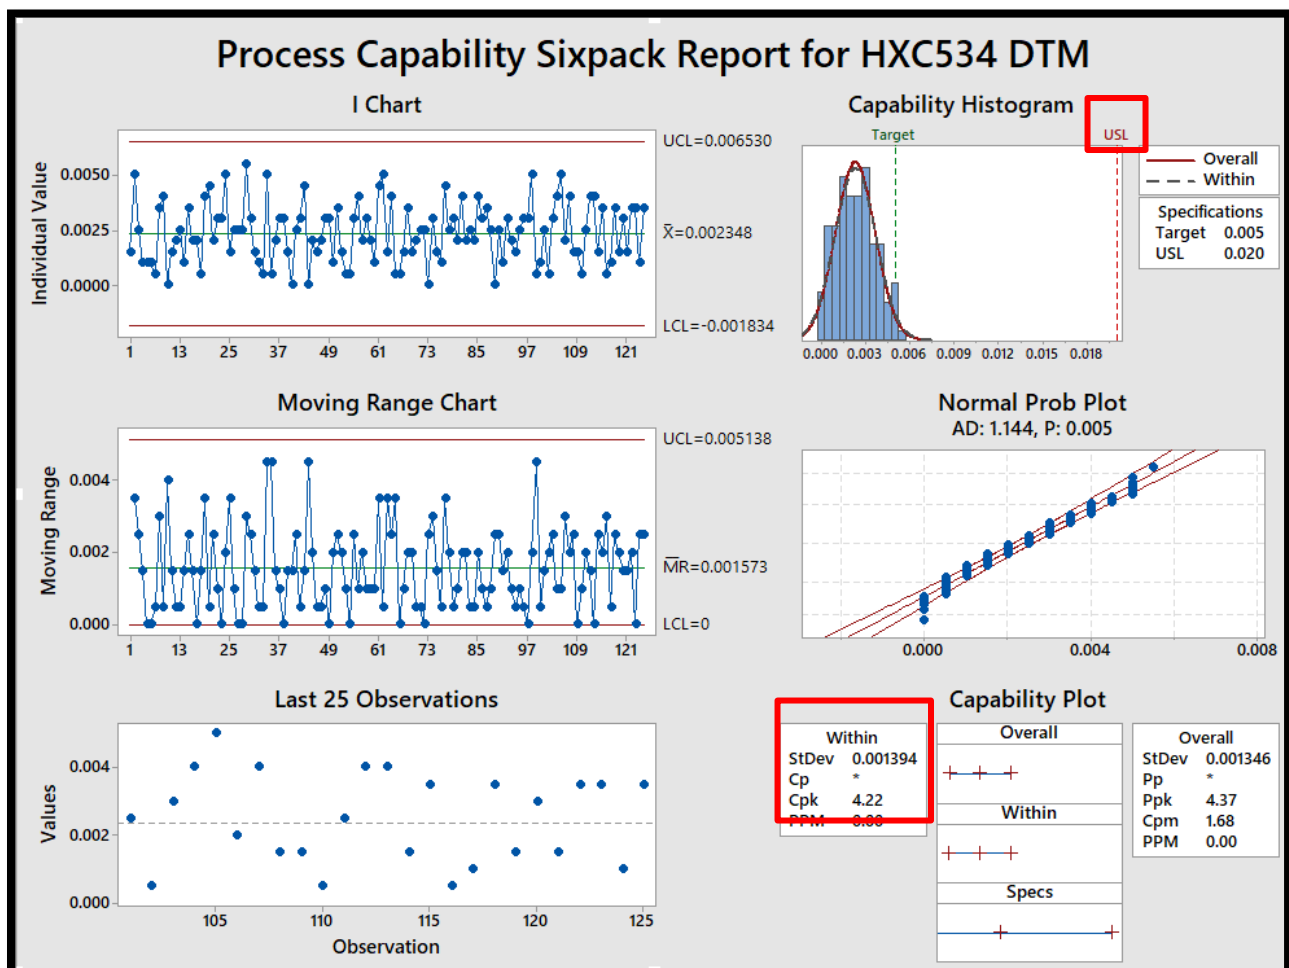 Process Capability Sixpack Report for HXC534 DTM
I Chart
Individual Value
0.0050
0.0025
0.0000
UCL=0.006530
X̄=0.002348
LCL=-0.001834
1 13 25 37 49 61 73 85 97 109 121
Capability Histogram
Target USL
0.000 0.003 0.006 0.009 0.012 0.015 0.018
Overall
Within
Specifications
Target 0.005
USL 0.020
Moving Range Chart
Moving Range
0.004
0.002
0.000
UCL=0.005138
M̅R̅=0.001573
LCL=0
1 13 25 37 49 61 73 85 97 109 121
Normal Prob Plot
AD: 1.144, P: 0.005
0.000 0.004 0.008
Last 25 Observations
Values
0.004
0.002
0.000
105 110 115 120 125
Observation
Capability Plot
Within
StDev 0.001394
Cp *
Cpk 4.22
PPM 0.00
Overall
Within
Specs
Overall
StDev 0.001346
Pp *
Ppk 4.37
Cpm 1.68
PPM 0.00